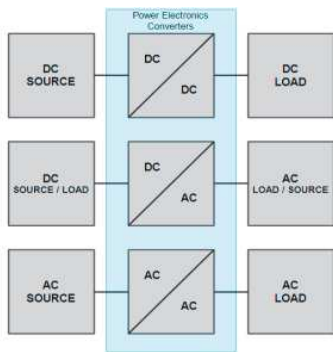 Power Electronics
Converters
DC
SOURCE
DC
DC
DC
LOAD
DC
SOURCE / LOAD
DC
AC
AC
LOAD / SOURCE
AC
SOURCE
AC
AC
AC
LOAD